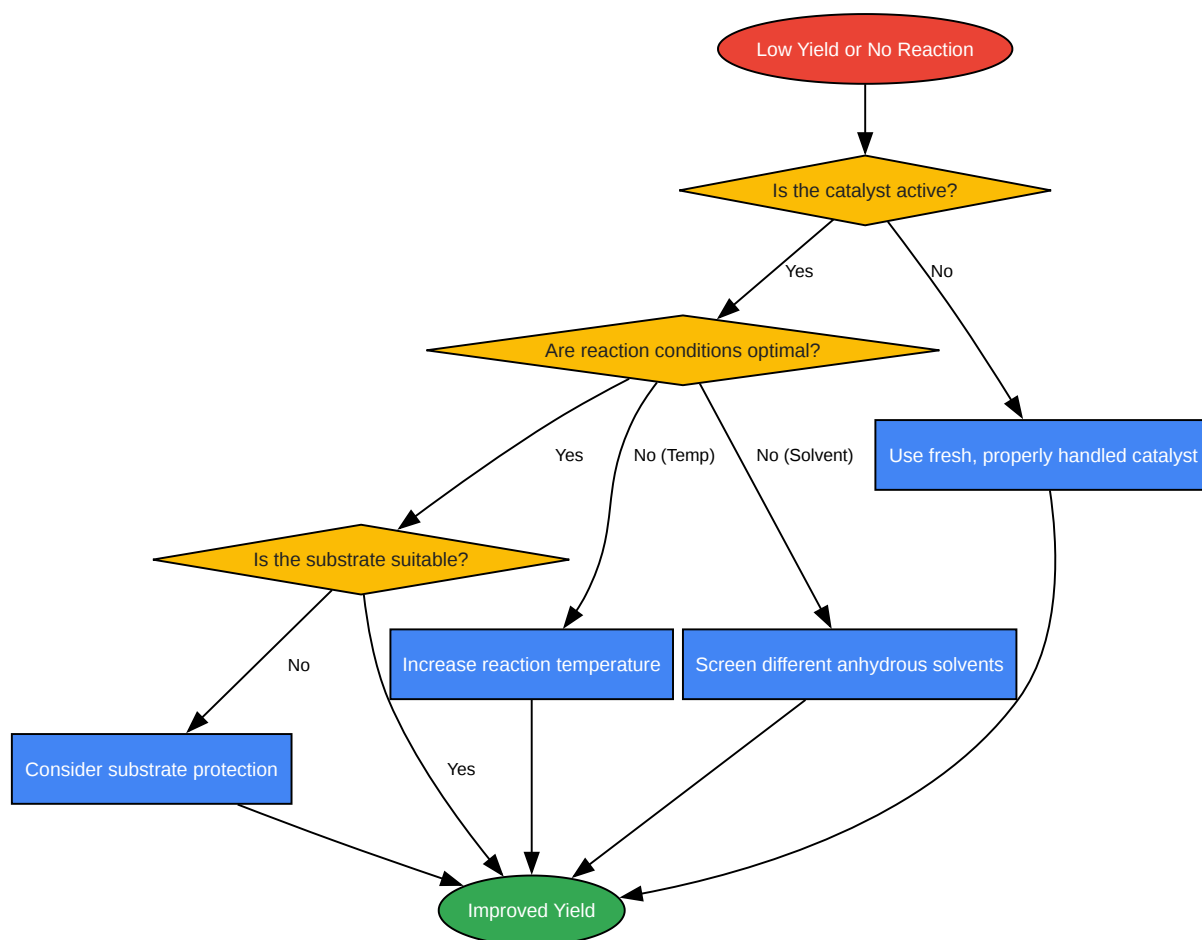 Low Yield or No Reaction
Is the catalyst active?
Yes
No
Are reaction conditions optimal?
Yes
No (Temp)
No (Solvent)
Use fresh, properly handled catalyst
Is the substrate suitable?
No
Increase reaction temperature
Screen different anhydrous solvents
Consider substrate protection
Yes
Improved Yield